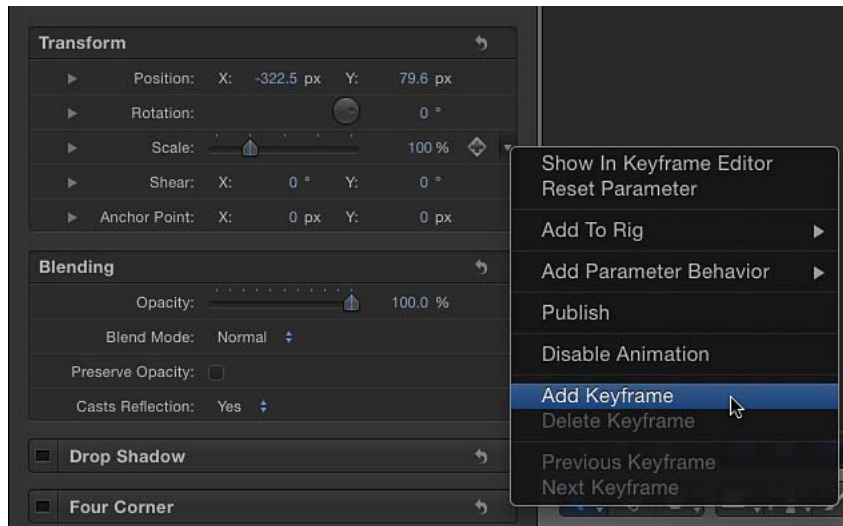 Transform
Position: X: -322.5 px Y: 79.6 px
Rotation: 0 °
Scale: 100 %
Shear: X: 0 ° Y: 0 °
Anchor Point: X: 0 px Y: 0 px
Blending
Opacity: 100.0 %
Blend Mode: Normal
Preserve Opacity:
Casts Reflection: Yes
Drop Shadow
Four Corner
Show In Keyframe Editor
Reset Parameter
Add To Rig
Add Parameter Behavior
Publish
Disable Animation
Add Keyframe
Delete Keyframe
Previous Keyframe
Next Keyframe